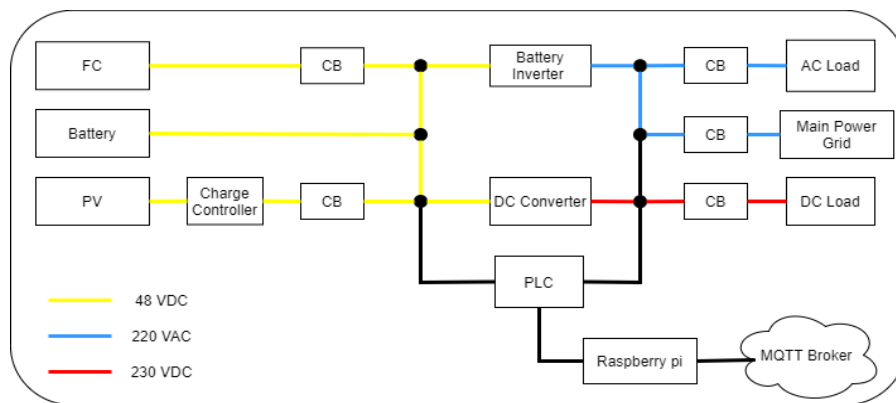 FC
CB
Battery
Inverter
CB
AC Load
Battery
CB
Main Power
Grid
PV
Charge
Controller
CB
DC Converter
CB
DC Load
PLC
48 VDC
220 VAC
230 VDC
Raspberry pi
MQTT Broker